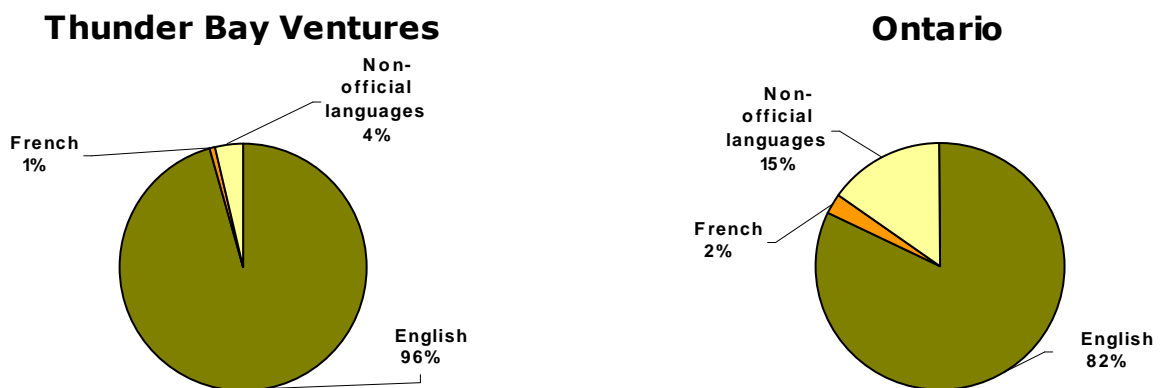 Thunder Bay Ventures
Non-
official
languages
4%
French
1%
English
96%
Ontario
Non-
official
languages
15%
French
2%
English
82%